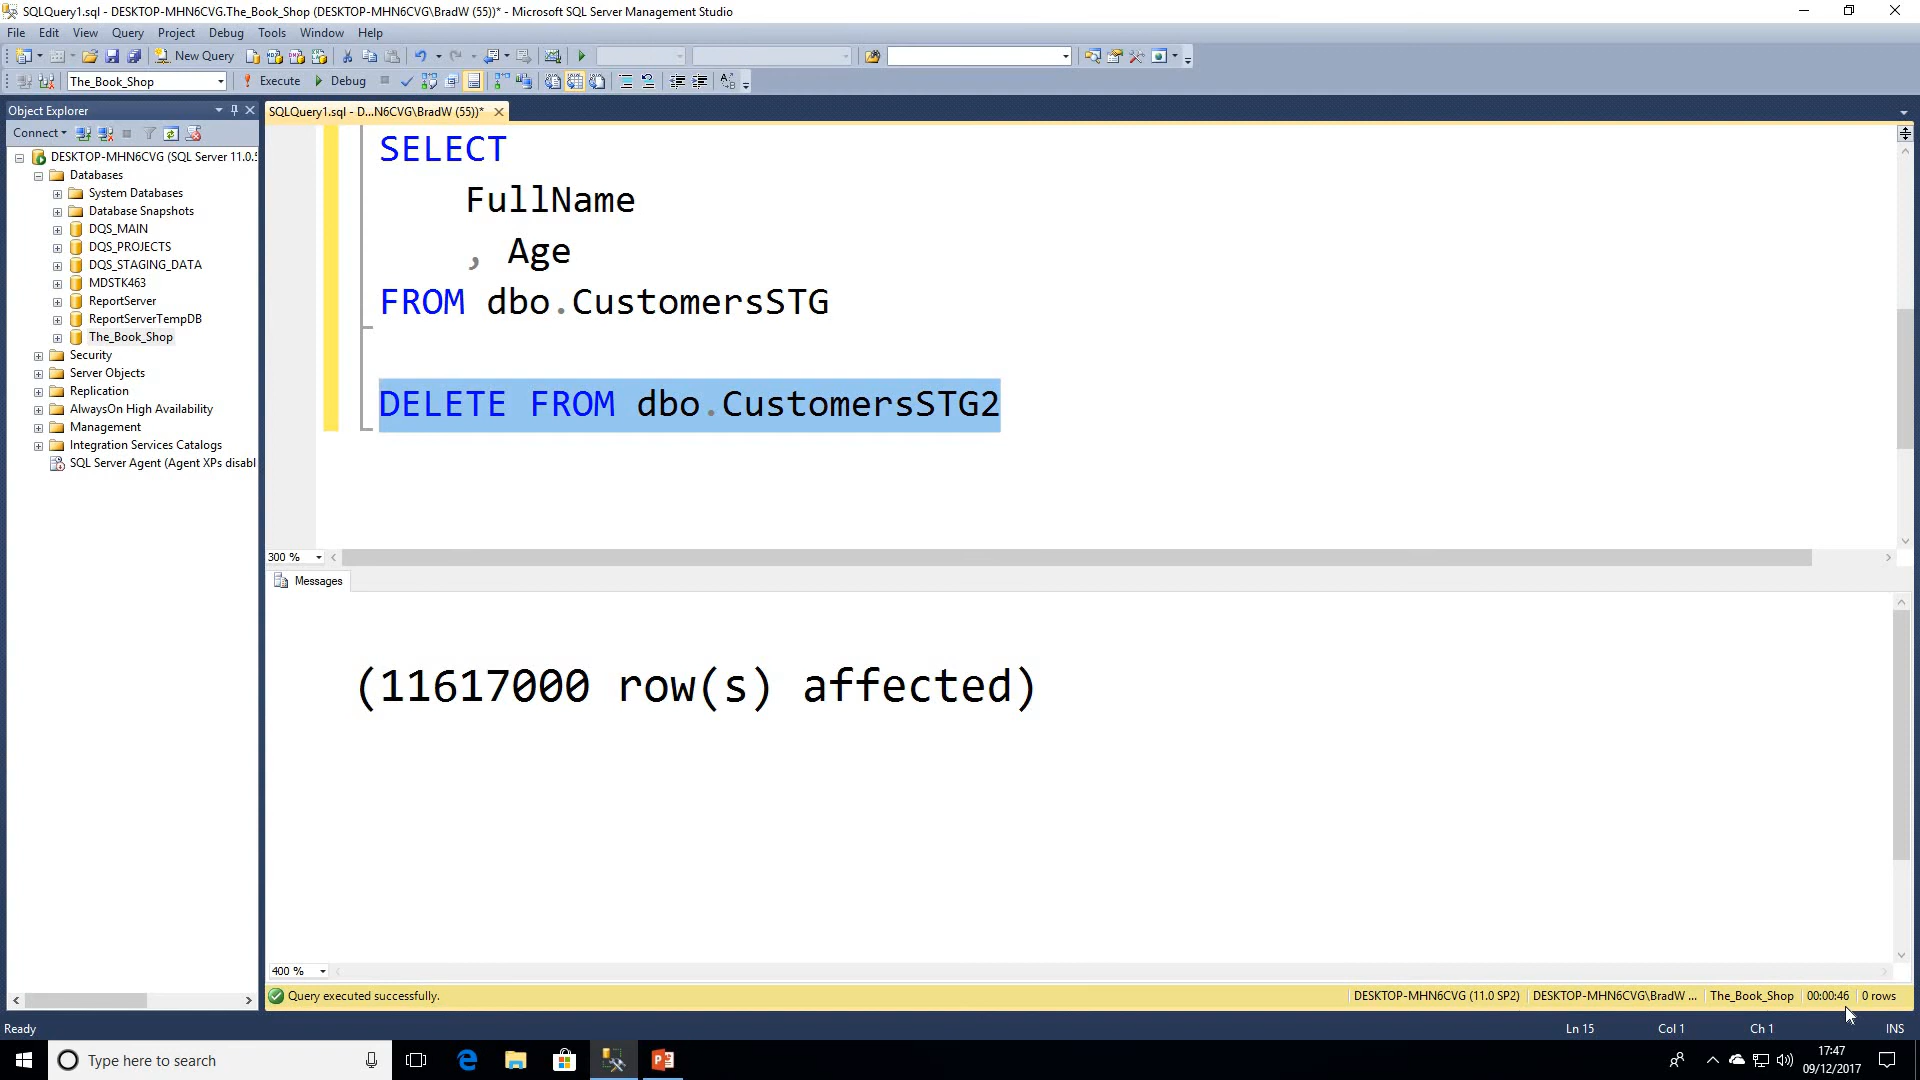 SQLQuery1.sql - DESKTOP-MHN6CVG.The_Book_Shop (DESKTOP-MHN6CVG\BradW (55))* - Microsoft SQL Server Management Studio
File Edit View Query Project Debug Tools Window Help
New Query
The_Book_Shop Execute Debug
Object Explorer
Connect
DESKTOP-MHN6CVG (SQL Server 11.0.5
Databases
System Databases
Database Snapshots
DQS_MAIN
DQS_PROJECTS
DQS_STAGING_DATA
MDSTK463
ReportServer
ReportServerTempDB
The_Book_Shop
Security
Server Objects
Replication
AlwaysOn High Availability
Management
Integration Services Catalogs
SQL Server Agent (Agent XPs disabl
SQLQuery1.sql - D...N6CVG\BradW (55))*
SELECT
FullName
, Age
FROM dbo.CustomersSTG
DELETE FROM dbo.CustomersSTG2
300 %
Messages
(11617000 row(s) affected)
400 %
Query executed successfully. DESKTOP-MHN6CVG (11.0 SP2) DESKTOP-MHN6CVG\BradW ... The_Book_Shop 00:00:46 0 rows
Ready Ln 15 Col 1 Ch 1 INS
Type here to search
17:47
09/12/2017